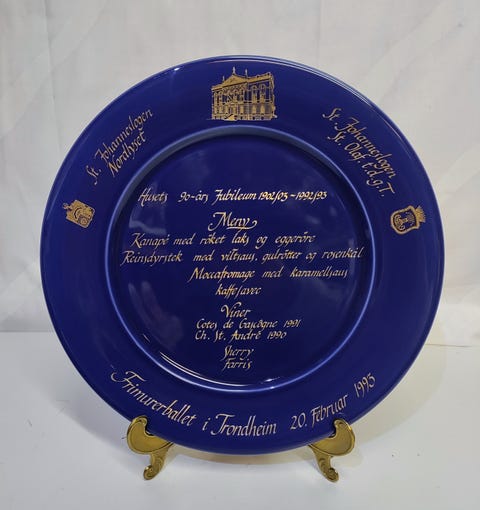 St. Johanneslogen
Nordlyset
St. Johanneslogen
St. Olaf t.d.g.T.
Husets 90-års Jubileum 1902/03-1992/93
Meny
Kanapé med røket laks og eggerøre
Reinsdyrstek med viltsaus, gulrøtter og rosenkål
Moccafromage med karamellsaus
kaffe/avec
Viner
Cotes de Gascogne 1991
Ch. St. André 1990
Sherry
Farris
Frimurerballet i Trondheim 20. Februar 1993